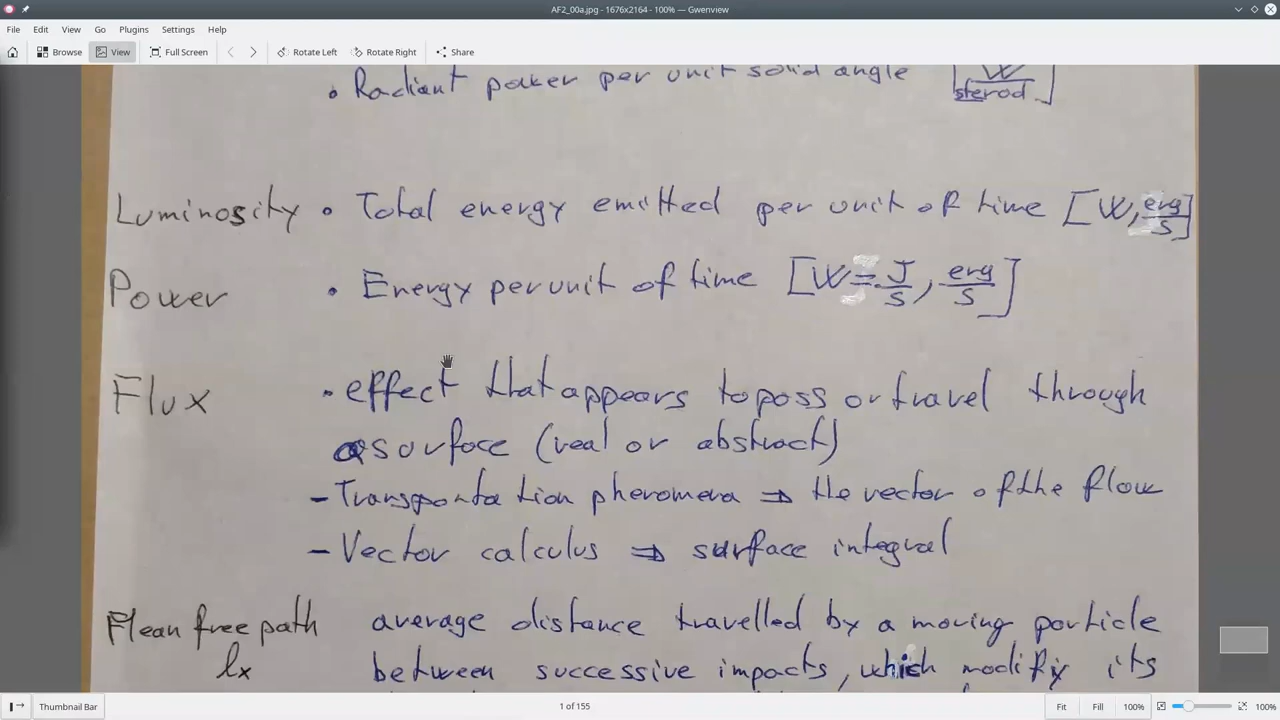 AF2_00a.jpg - 1676x2164 - 100% — Gwenview
File Edit View Go Plugins Settings Help
Browse View Full Screen Rotate Left Rotate Right Share
• Radiant power per unit solid angle [W/sterad]
Luminosity • Total energy emitted per unit of time [W, erg/s]
Power • Energy per unit of time [W = J/s, erg/s]
Flux • effect that appears to pass or travel through
a surface (real or abstract)
- Transportation phenomena ⇒ the vector of the flow
- Vector calculus ⇒ surface integral
Mean free path average distance travelled by a moving particle
lx between successive impacts, which modify its
Thumbnail Bar 1 of 155 Fit Fill 100% 100%